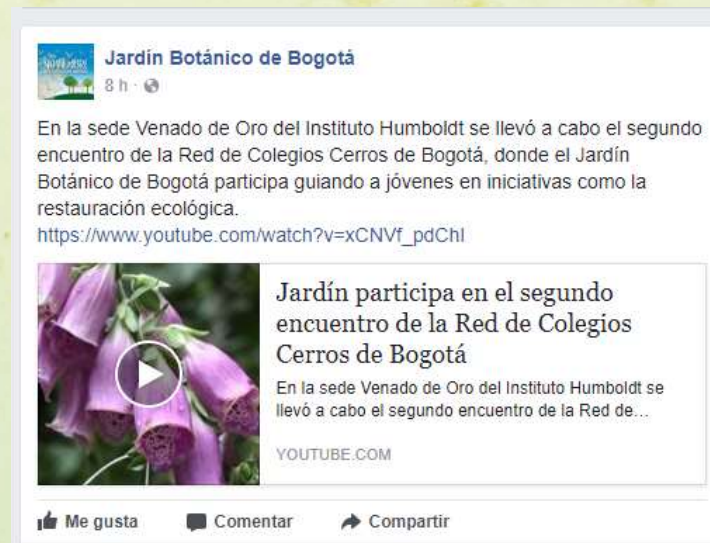 Jardín Botánico de Bogotá
8 h ·
En la sede Venado de Oro del Instituto Humboldt se llevó a cabo el segundo
encuentro de la Red de Colegios Cerros de Bogotá, donde el Jardín
Botánico de Bogotá participa guiando a jóvenes en iniciativas como la
restauración ecológica.
https://www.youtube.com/watch?v=xCNVf_pdChI
Jardín participa en el segundo
encuentro de la Red de Colegios
Cerros de Bogotá
En la sede Venado de Oro del Instituto Humboldt se
llevó a cabo el segundo encuentro de la Red de...
YOUTUBE.COM
Me gusta Comentar Compartir